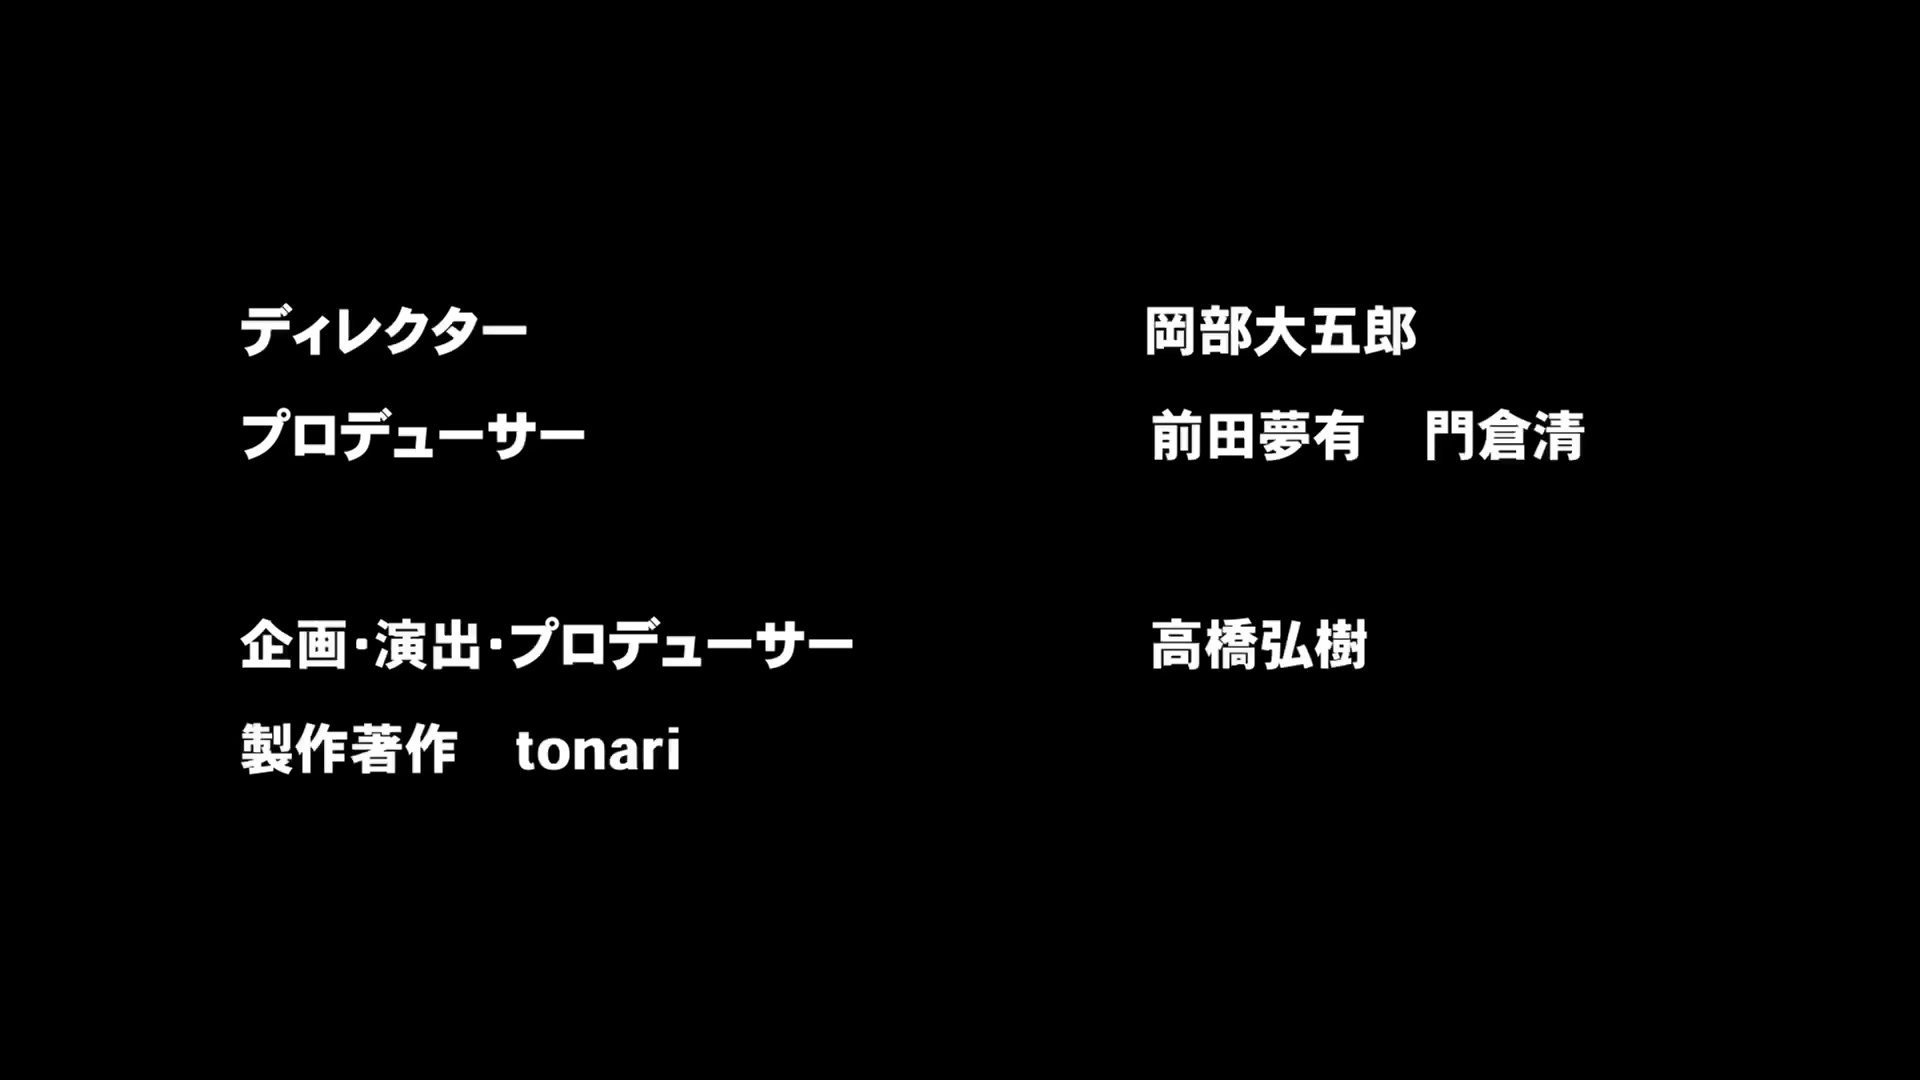 ディレクター 岡部大五郎
プロデューサー 前田夢有 門倉清
企画・演出・プロデューサー 高橋弘樹
製作著作 tonari